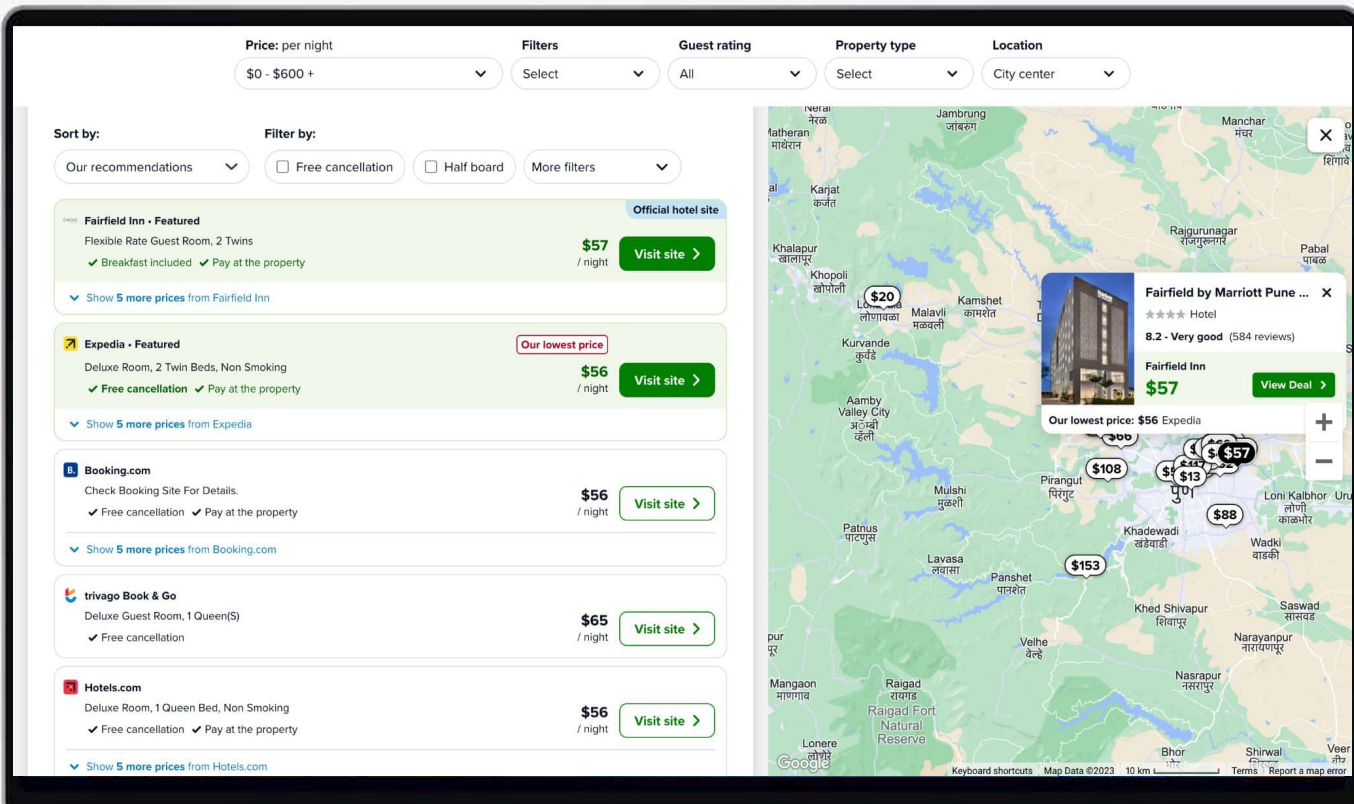 Price: per night
Filters
Guest rating
Property type
Location
$0 - $600 +
Select
All
Select
City center
Sort by:
Filter by:
Our recommendations
Free cancellation
Half board
More filters
Official hotel site
Fairfield Inn • Featured
Flexible Rate Guest Room, 2 Twins
Breakfast included
Pay at the property
$57
/ night
Visit site
Show 5 more prices from Fairfield Inn
Expedia • Featured
Our lowest price
Deluxe Room, 2 Twin Beds, Non Smoking
Free cancellation
Pay at the property
$56
/ night
Visit site
Show 5 more prices from Expedia
B.
Booking.com
Check Booking Site For Details.
Free cancellation
Pay at the property
$56
/ night
Visit site
Show 5 more prices from Booking.com
trivago Book & Go
Deluxe Guest Room, 1 Queen(S)
Free cancellation
$65
/ night
Visit site
Hotels.com
Deluxe Room, 1 Queen Bed, Non Smoking
Free cancellation
Pay at the property
$56
/ night
Visit site
Show 5 more prices from Hotels.com
Neral
नेरळ
Jambrung
जांबरुंग
Manchar
मंचर
माथेरान
Karjat
कर्जत
Rajgurunagar
राजगुरूनगर
Pabal
पाबळ
Khalapur
खालापूर
Khopoli
खोपोली
$20
लोणावळा
Malavli
मळवली
Kamshet
कामशेत
Kurvande
कुरवंडे
Fairfield by Marriott Pune ...
Hotel
8.2 - Very good (584 reviews)
Fairfield Inn
$57
View Deal
Our lowest price: $56 Expedia
Aamby
Valley City
अ‍ॅम्बी
व्हॅली
$66
$57
$108
$13
पुणे
$88
Pirangut
पिरंगुट
Mulshi
मुळशी
Loni Kalbhor
लोणी
काळभोर
Patnus
पाटणुस
Khadewadi
खंडेवाडी
Wadki
वाडकी
Lavasa
लवासा
$153
Panshet
पानशेत
Khed Shivapur
शिवापूर
Saswad
सासवड
Velhe
वेल्हे
Narayanpur
नारायणपूर
Nasrapur
नसरापूर
Mangaon
माणगाव
Raigad
रायगड
Raigad Fort
Natural
Reserve
Lonere
लोणेरे
Bhor
भोर
Shirwal
Veer
वीर
Google
Keyboard shortcuts
Map Data ©2023
10 km
Terms
Report a map error